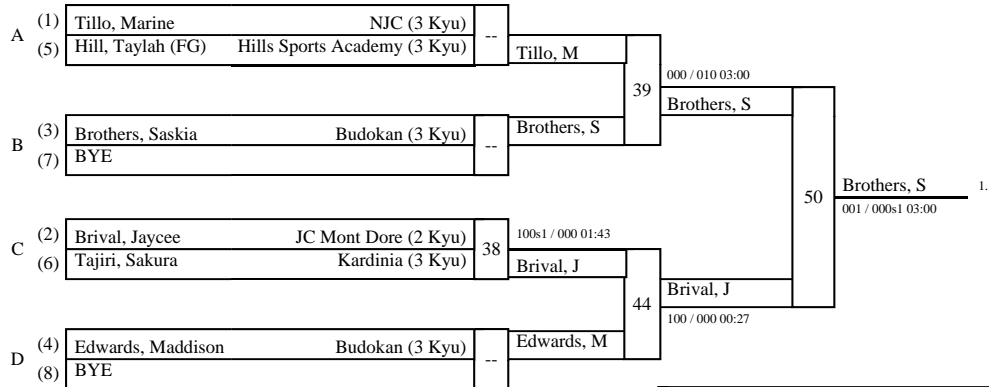 A (1) Tillo, Marine NJC (3 Kyu) --
(5) Hill, Taylah (FG) Hills Sports Academy (3 Kyu)
Tillo, M
39
000 / 010 03:00
Brothers, S
B (3) Brothers, Saskia Budokan (3 Kyu) --
(7) BYE
Brothers, S
50
Brothers, S
1.
001 / 000s1 03:00
C (2) Brival, Jaycee JC Mont Dore (2 Kyu) 38
(6) Tajiri, Sakura Kardinia (3 Kyu)
100s1 / 000 01:43
Brival, J
44
Brival, J
100 / 000 00:27
D (4) Edwards, Maddison Budokan (3 Kyu) --
(8) BYE
Edwards, M